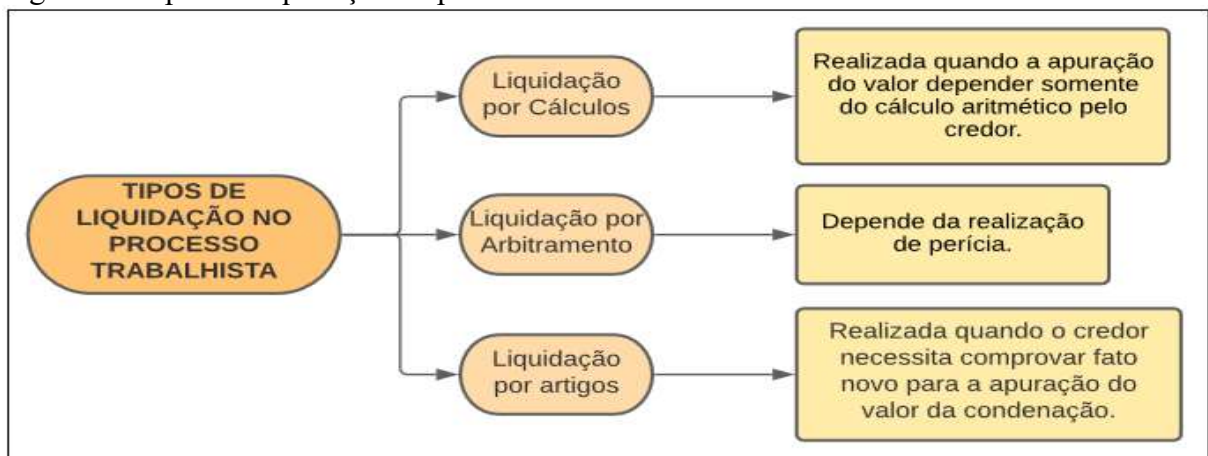 TIPOS DE
LIQUIDAÇÃO NO
PROCESSO
TRABALHISTA
Liquidação
por Cálculos
Realizada quando a apuração
do valor depender somente
do cálculo aritmético pelo
credor.
Liquidação por
Arbitramento
Depende da realização
de perícia.
Liquidação
por artigos
Realizada quando o credor
necessita comprovar fato
novo para a apuração do
valor da condenação.